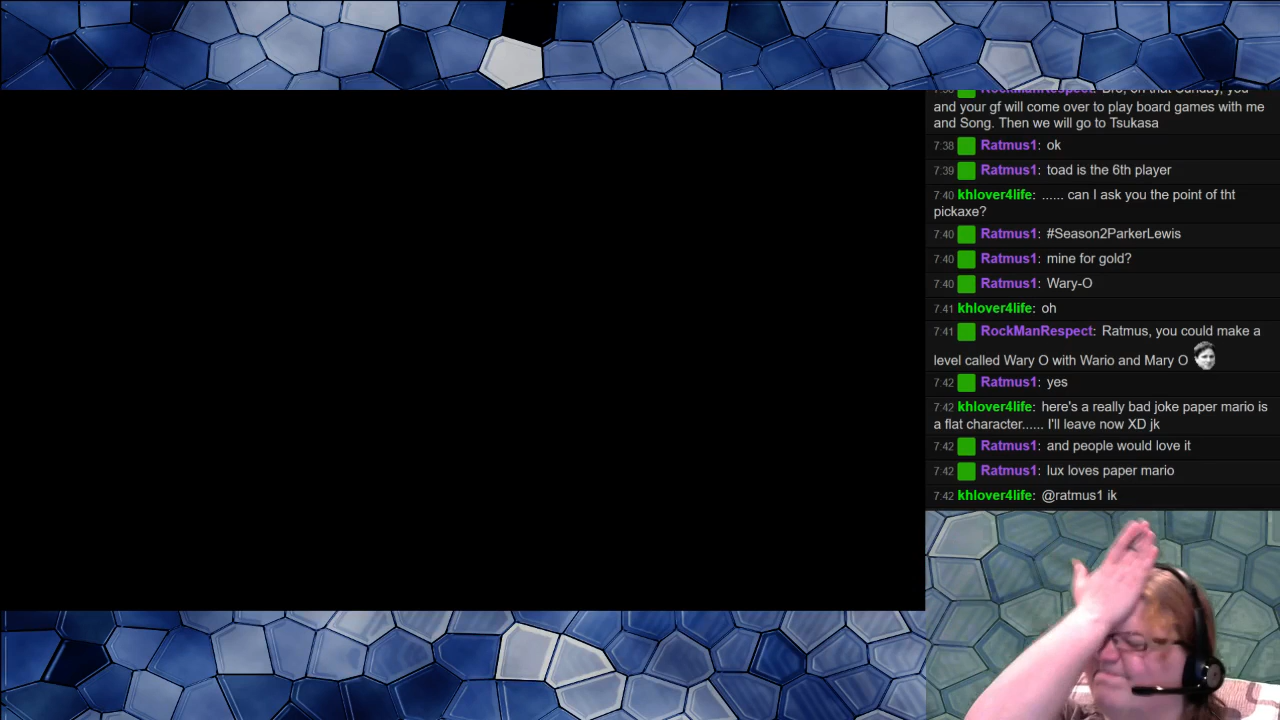 and your gf will come over to play board games with me
and Song. Then we will go to Tsukasa
7:38 Ratmus1: ok
7:39 Ratmus1: toad is the 6th player
7:40 khlover4life: ...... can I ask you the point of tht
pickaxe?
7:40 Ratmus1: #Season2ParkerLewis
7:40 Ratmus1: mine for gold?
7:40 Ratmus1: Wary-O
7:41 khlover4life: oh
7:41 RockManRespect: Ratmus, you could make a
level called Wary O with Wario and Mary O
7:42 Ratmus1: yes
7:42 khlover4life: here's a really bad joke paper mario is
a flat character...... I'll leave now XD jk
7:42 Ratmus1: and people would love it
7:42 Ratmus1: lux loves paper mario
7:42 khlover4life: @ratmus1 ik